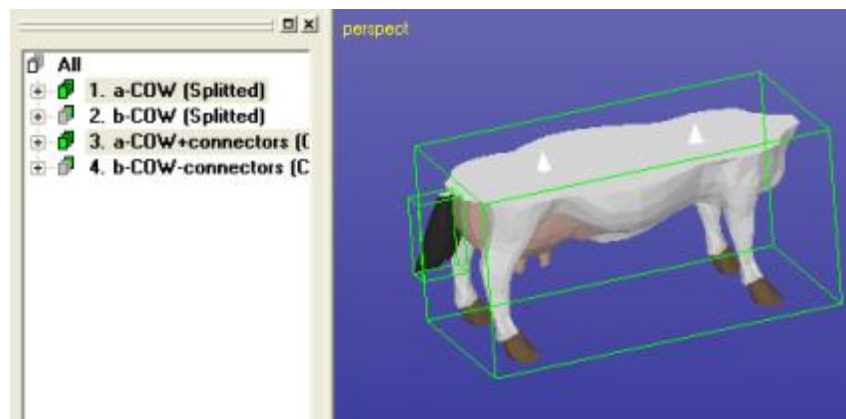 All
1. a-COW (Splitted)
2. b-COW (Splitted)
3. a-COW+connectors (C
4. b-COW-connectors (C
perspect